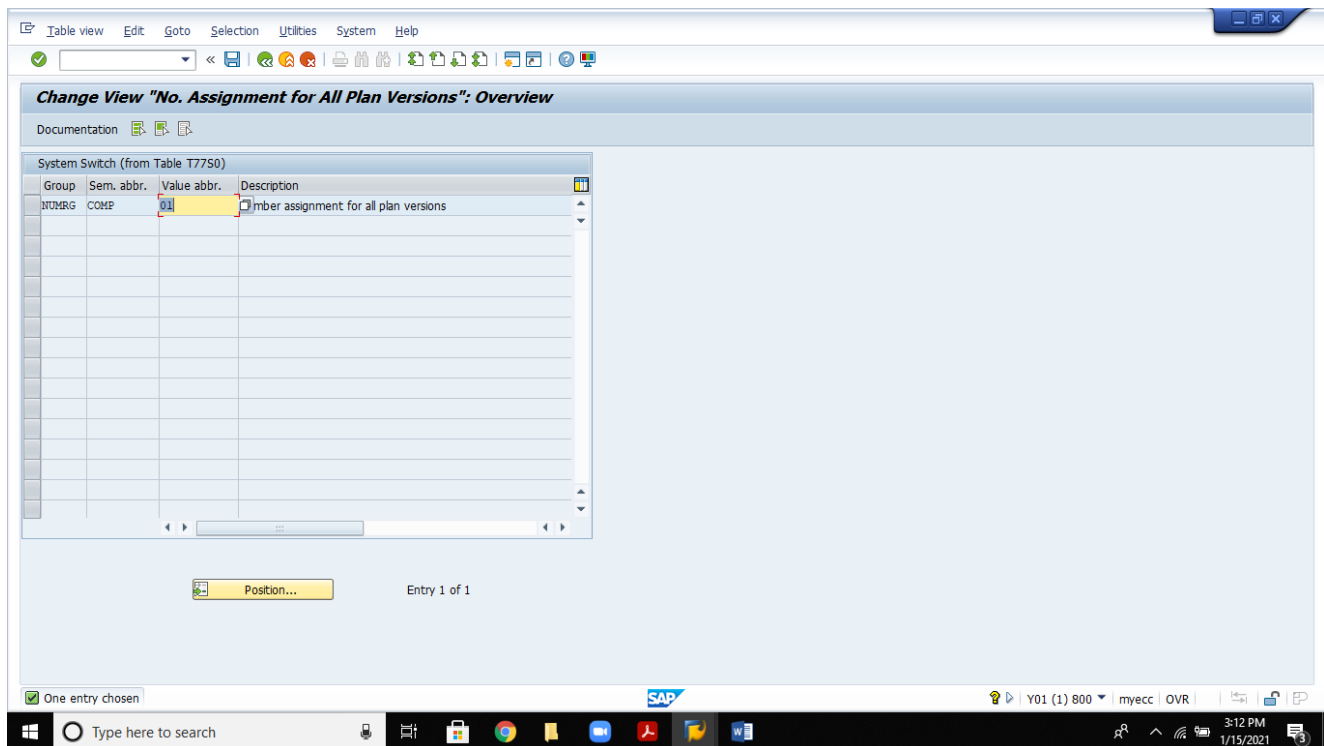 Table view Edit Goto Selection Utilities System Help
Change View "No. Assignment for All Plan Versions": Overview
Documentation
System Switch (from Table T77S0)
Group Sem. abbr. Value abbr. Description
NUMRG COMP 01 mber assignment for all plan versions
Position... Entry 1 of 1
One entry chosen SAP Y01 (1) 800 myecc OVR
Type here to search 3:12 PM
1/15/2021 3